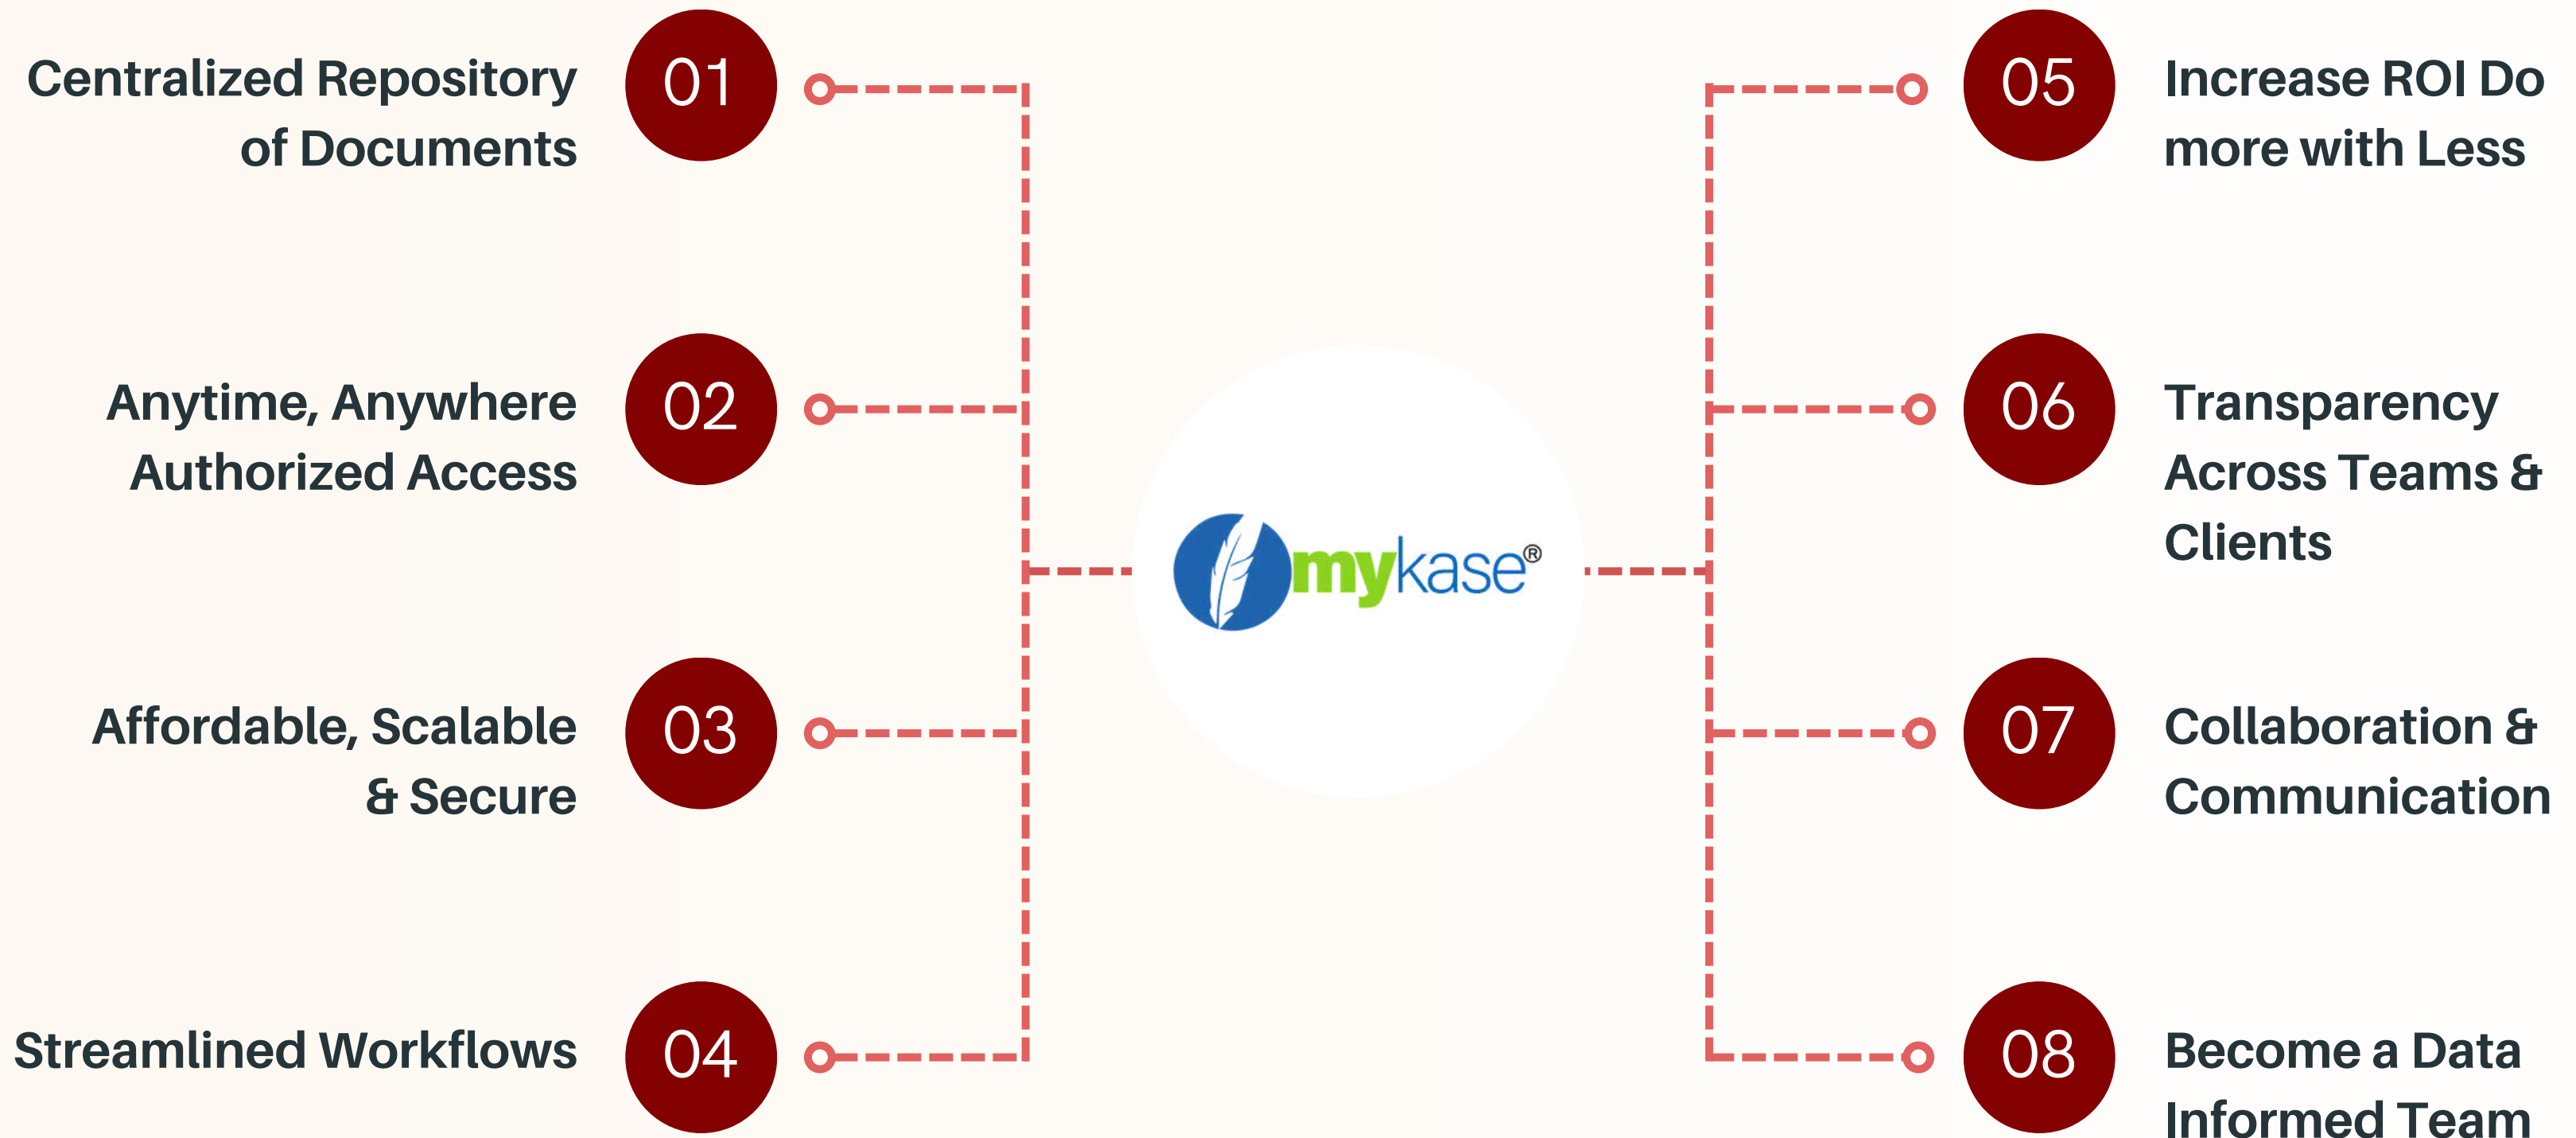 01
Centralized Repository
of Documents
02
Anytime, Anywhere
Authorized Access
03
Affordable, Scalable
& Secure
04
Streamlined Workflows
mykase®
05
Increase ROI Do
more with Less
06
Transparency
Across Teams &
Clients
07
Collaboration &
Communication
08
Become a Data
Informed Team